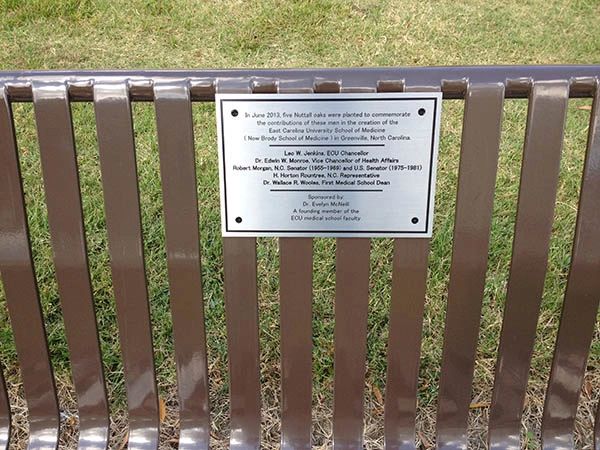 In June 2013, five Nuttall oaks were planted to commemorate
the contributions of these men in the creation of the
East Carolina University School of Medicine
( Now Brody School of Medicine ) in Greenville, North Carolina.
Leo W. Jenkins, ECU Chancellor
Dr. Edwin W. Monroe, Vice Chancellor of Health Affairs
Robert Morgan, N.C. Senator (1955-1969) and U.S. Senator (1975-1981)
H. Horton Rountree, N.C. Representative
Dr. Wallace R. Wooles, First Medical School Dean
Sponsored by
Dr. Evelyn McNeill
A founding member of the
ECU medical school faculty